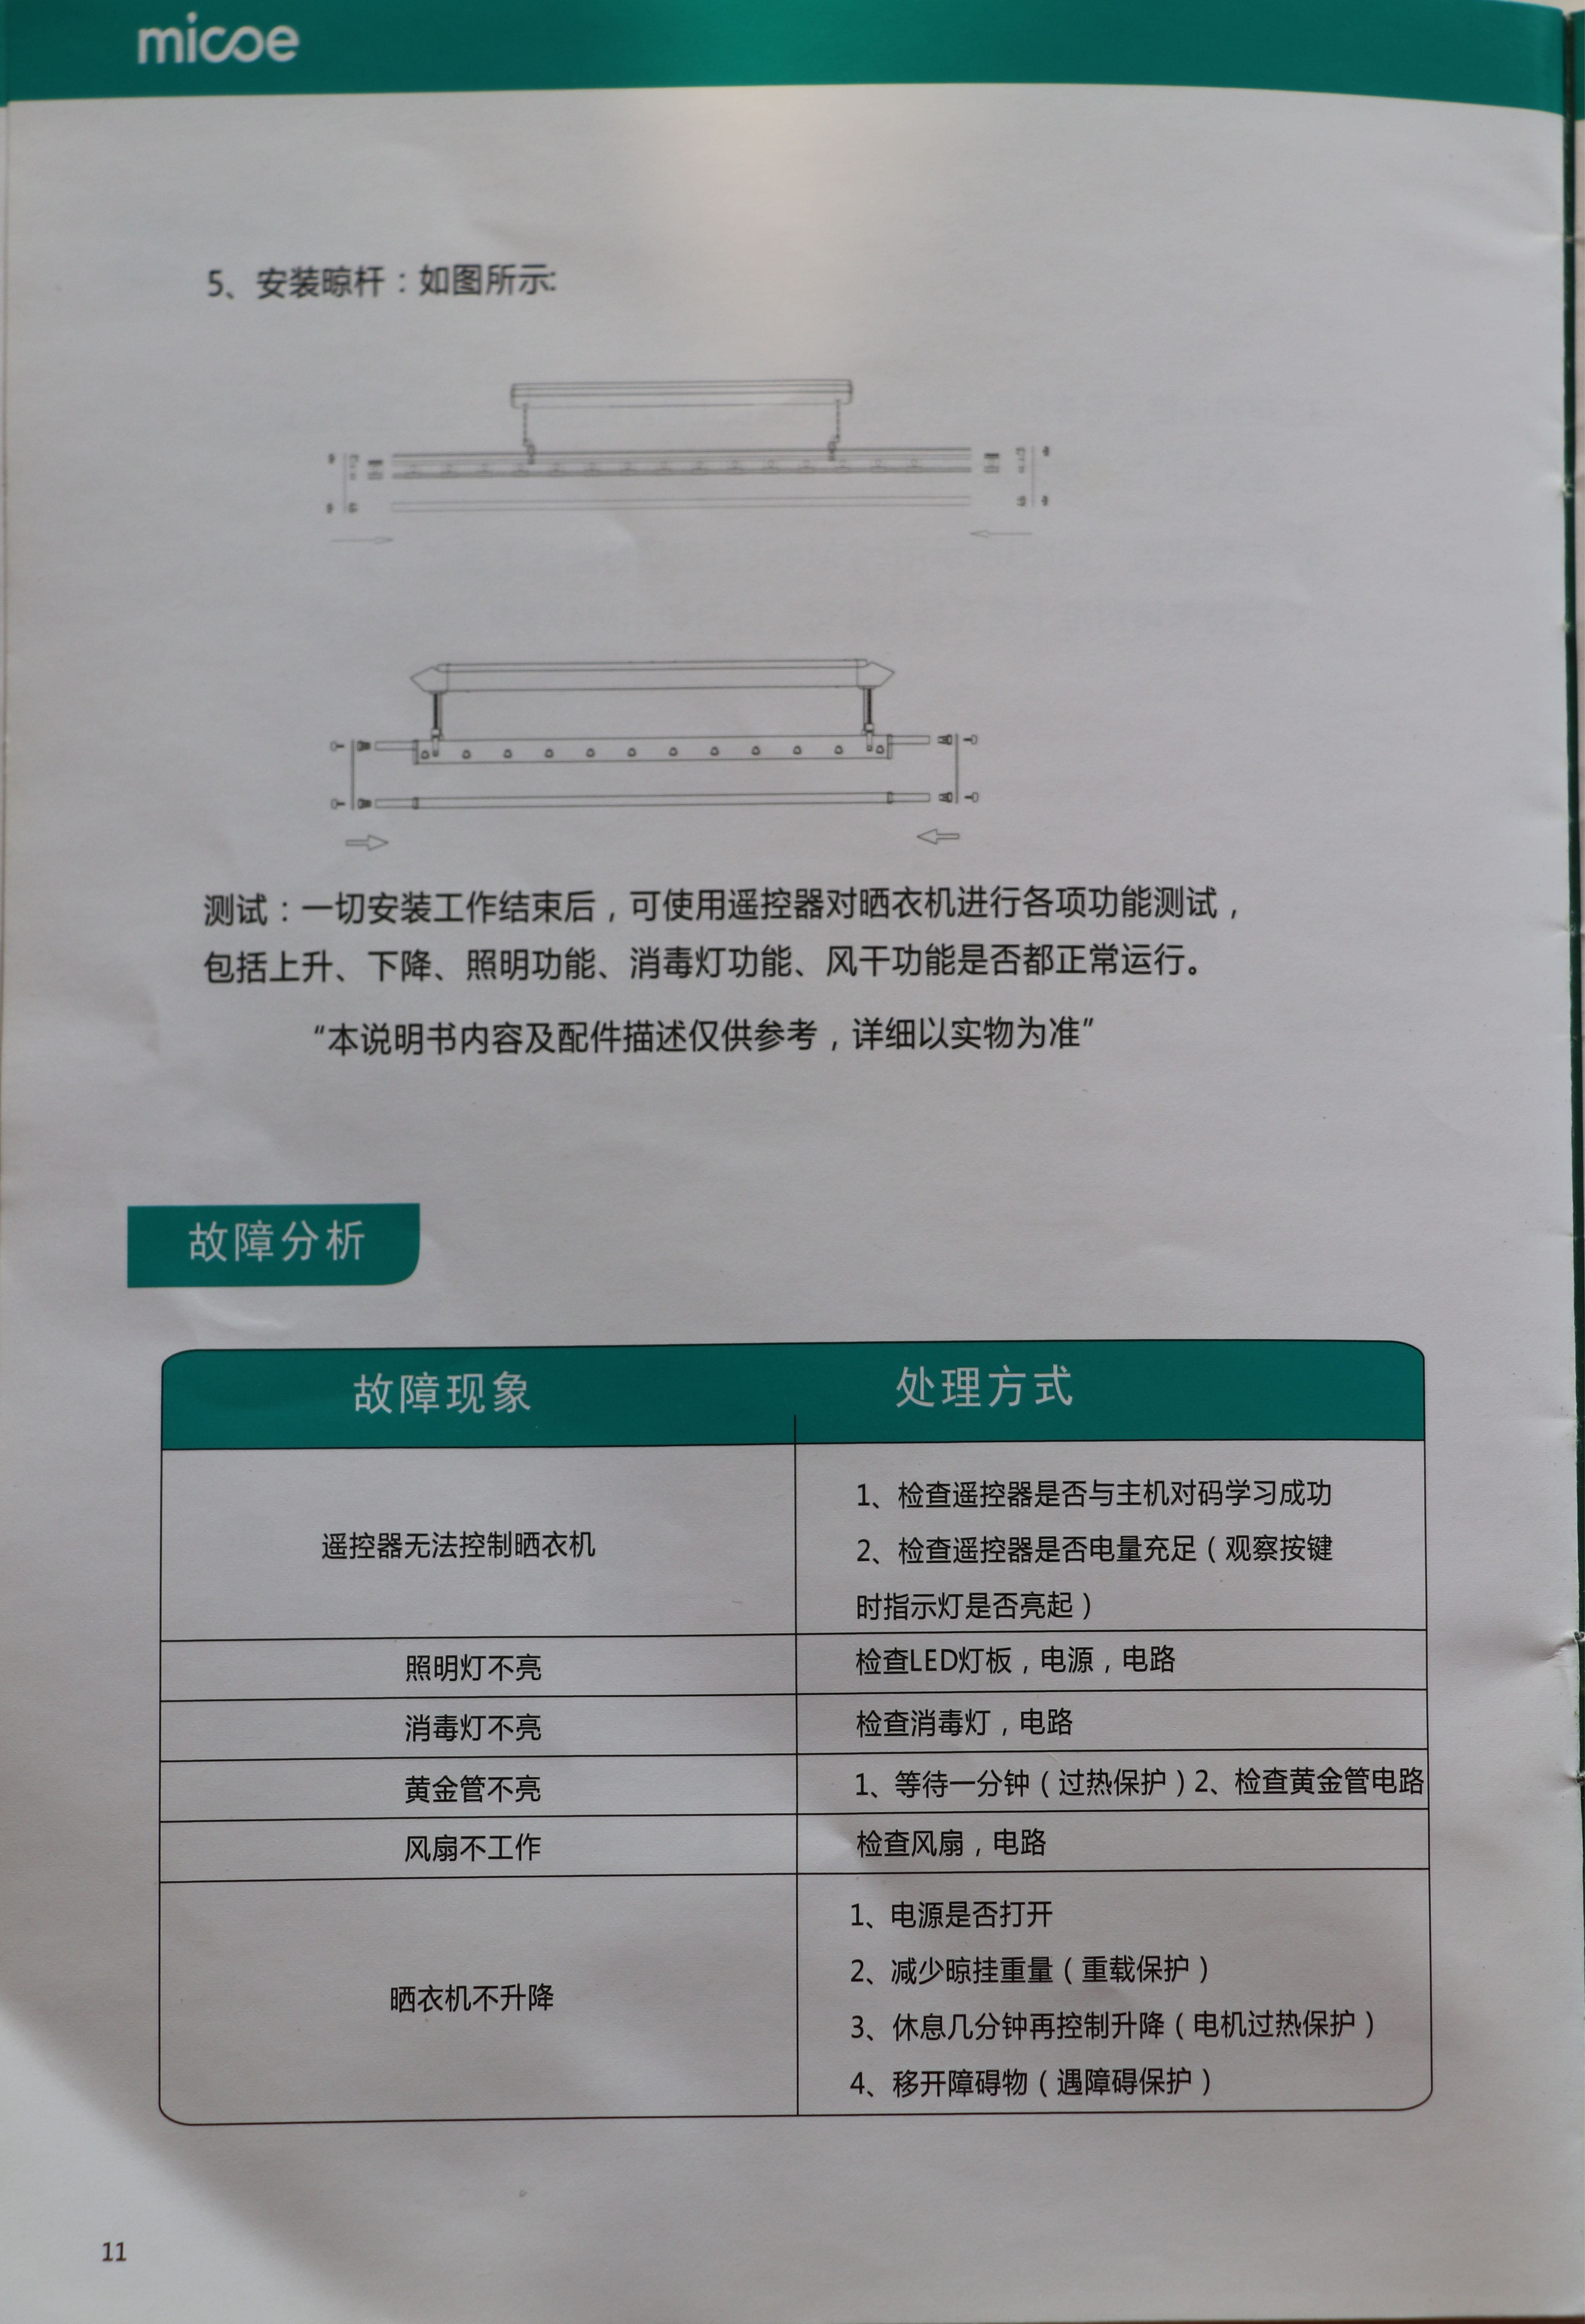 micoe
5、安装晾杆：如图所示:
测试：一切安装工作结束后，可使用遥控器对晒衣机进行各项功能测试，
包括上升、下降、照明功能、消毒灯功能、风干功能是否都正常运行。
“本说明书内容及配件描述仅供参考，详细以实物为准”
故障分析
故障现象 处理方式
遥控器无法控制晒衣机
1、检查遥控器是否与主机对码学习成功
2、检查遥控器是否电量充足（观察按键
时指示灯是否亮起）
照明灯不亮 检查LED灯板，电源，电路
消毒灯不亮 检查消毒灯，电路
黄金管不亮 1、等待一分钟（过热保护）2、检查黄金管电路
风扇不工作 检查风扇，电路
晒衣机不升降
1、电源是否打开
2、减少晾挂重量（重载保护）
3、休息几分钟再控制升降（电机过热保护）
4、移开障碍物（遇障碍保护）
11